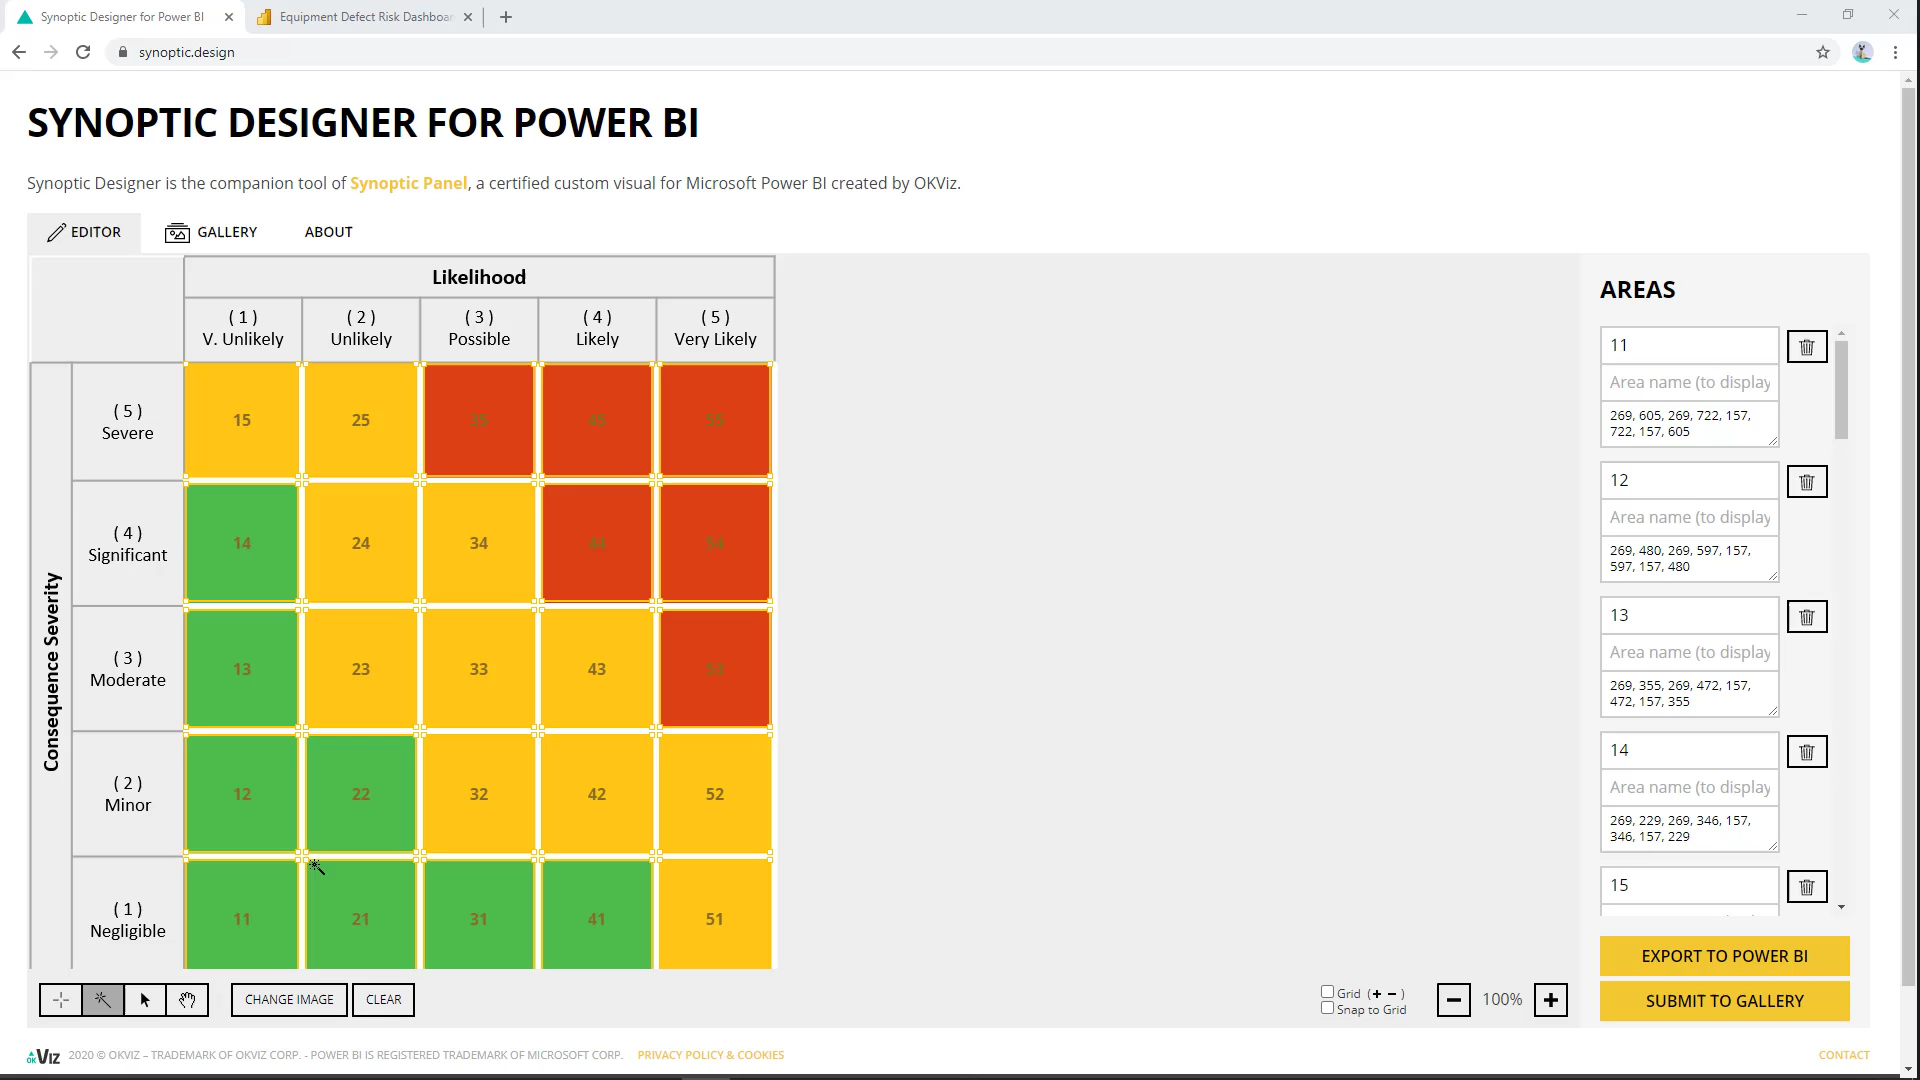 Synoptic Designer for Power BI
Equipment Defect Risk Dashboar
synoptic.design
SYNOPTIC DESIGNER FOR POWER BI
Synoptic Designer is the companion tool of Synoptic Panel, a certified custom visual for Microsoft Power BI created by OKViz.
EDITOR
GALLERY
ABOUT
Likelihood
( 1 )
V. Unlikely
( 2 )
Unlikely
( 3 )
Possible
( 4 )
Likely
( 5 )
Very Likely
Consequence Severity
( 5 )
Severe
15 25 35 45 55
( 4 )
Significant
14 24 34 44 54
( 3 )
Moderate
13 23 33 43 53
( 2 )
Minor
12 22 32 42 52
( 1 )
Negligible
11 21 31 41 51
AREAS
11
Area name (to display
269, 605, 269, 722, 157,
722, 157, 605
12
Area name (to display
269, 480, 269, 597, 157,
597, 157, 480
13
Area name (to display
269, 355, 269, 472, 157,
472, 157, 355
14
Area name (to display
269, 229, 269, 346, 157,
346, 157, 229
15
EXPORT TO POWER BI
SUBMIT TO GALLERY
CHANGE IMAGE
CLEAR
Grid ( + − )
Snap to Grid
− 100% +
OKVIZ 2020 © OKVIZ – TRADEMARK OF OKVIZ CORP. - POWER BI IS REGISTERED TRADEMARK OF MICROSOFT CORP. PRIVACY POLICY & COOKIES
CONTACT